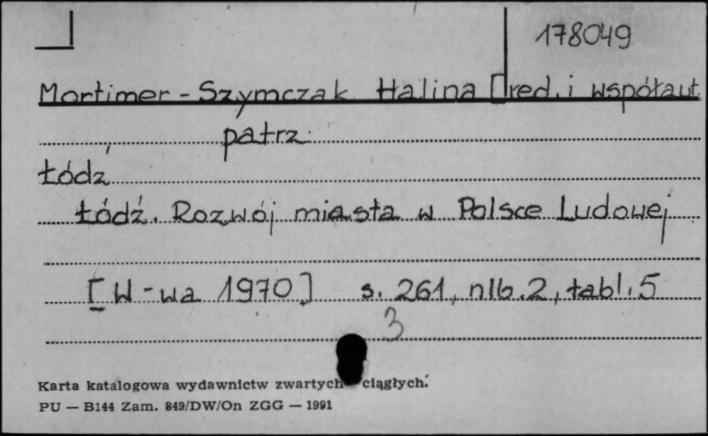 178049
Mortimer-Szymczak Halina [red. i współaut.
patrz:
Łódź
Łódź. Rozwój miasta w Polsce Ludowej
[W-wa 1970] s. 261, nlb. 2, tabl. 5
3
Karta katalogowa wydawnictw zwartych ciągłych.
PU — B144 Zam. 849/DW/On ZGG — 1991